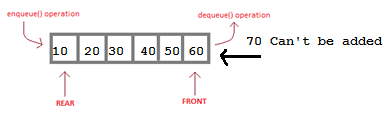 enqueue() operation
dequeue() operation
10 20 30 40 50 60
70 Can't be added
REAR
FRONT